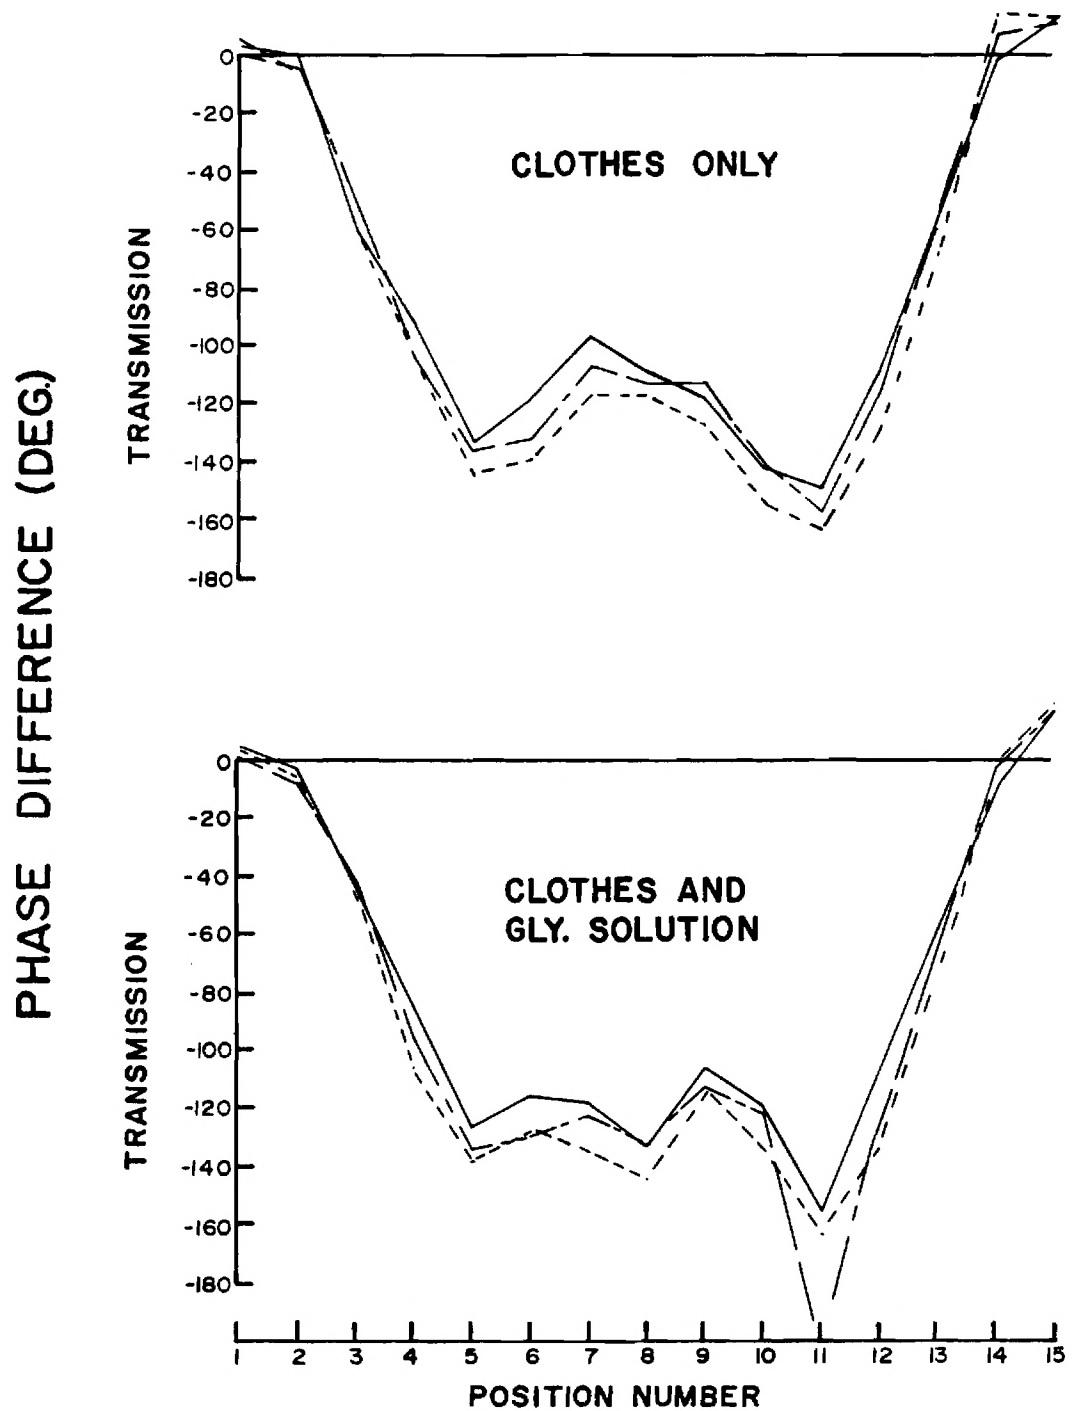 PHASE DIFFERENCE (DEG.)
TRANSMISSION
0
-20
-40
-60
-80
-100
-120
-140
-160
-180
CLOTHES ONLY
TRANSMISSION
0
-20
-40
-60
-80
-100
-120
-140
-160
-180
CLOTHES AND
GLY. SOLUTION
1 2 3 4 5 6 7 8 9 10 11 12 13 14 15
POSITION NUMBER